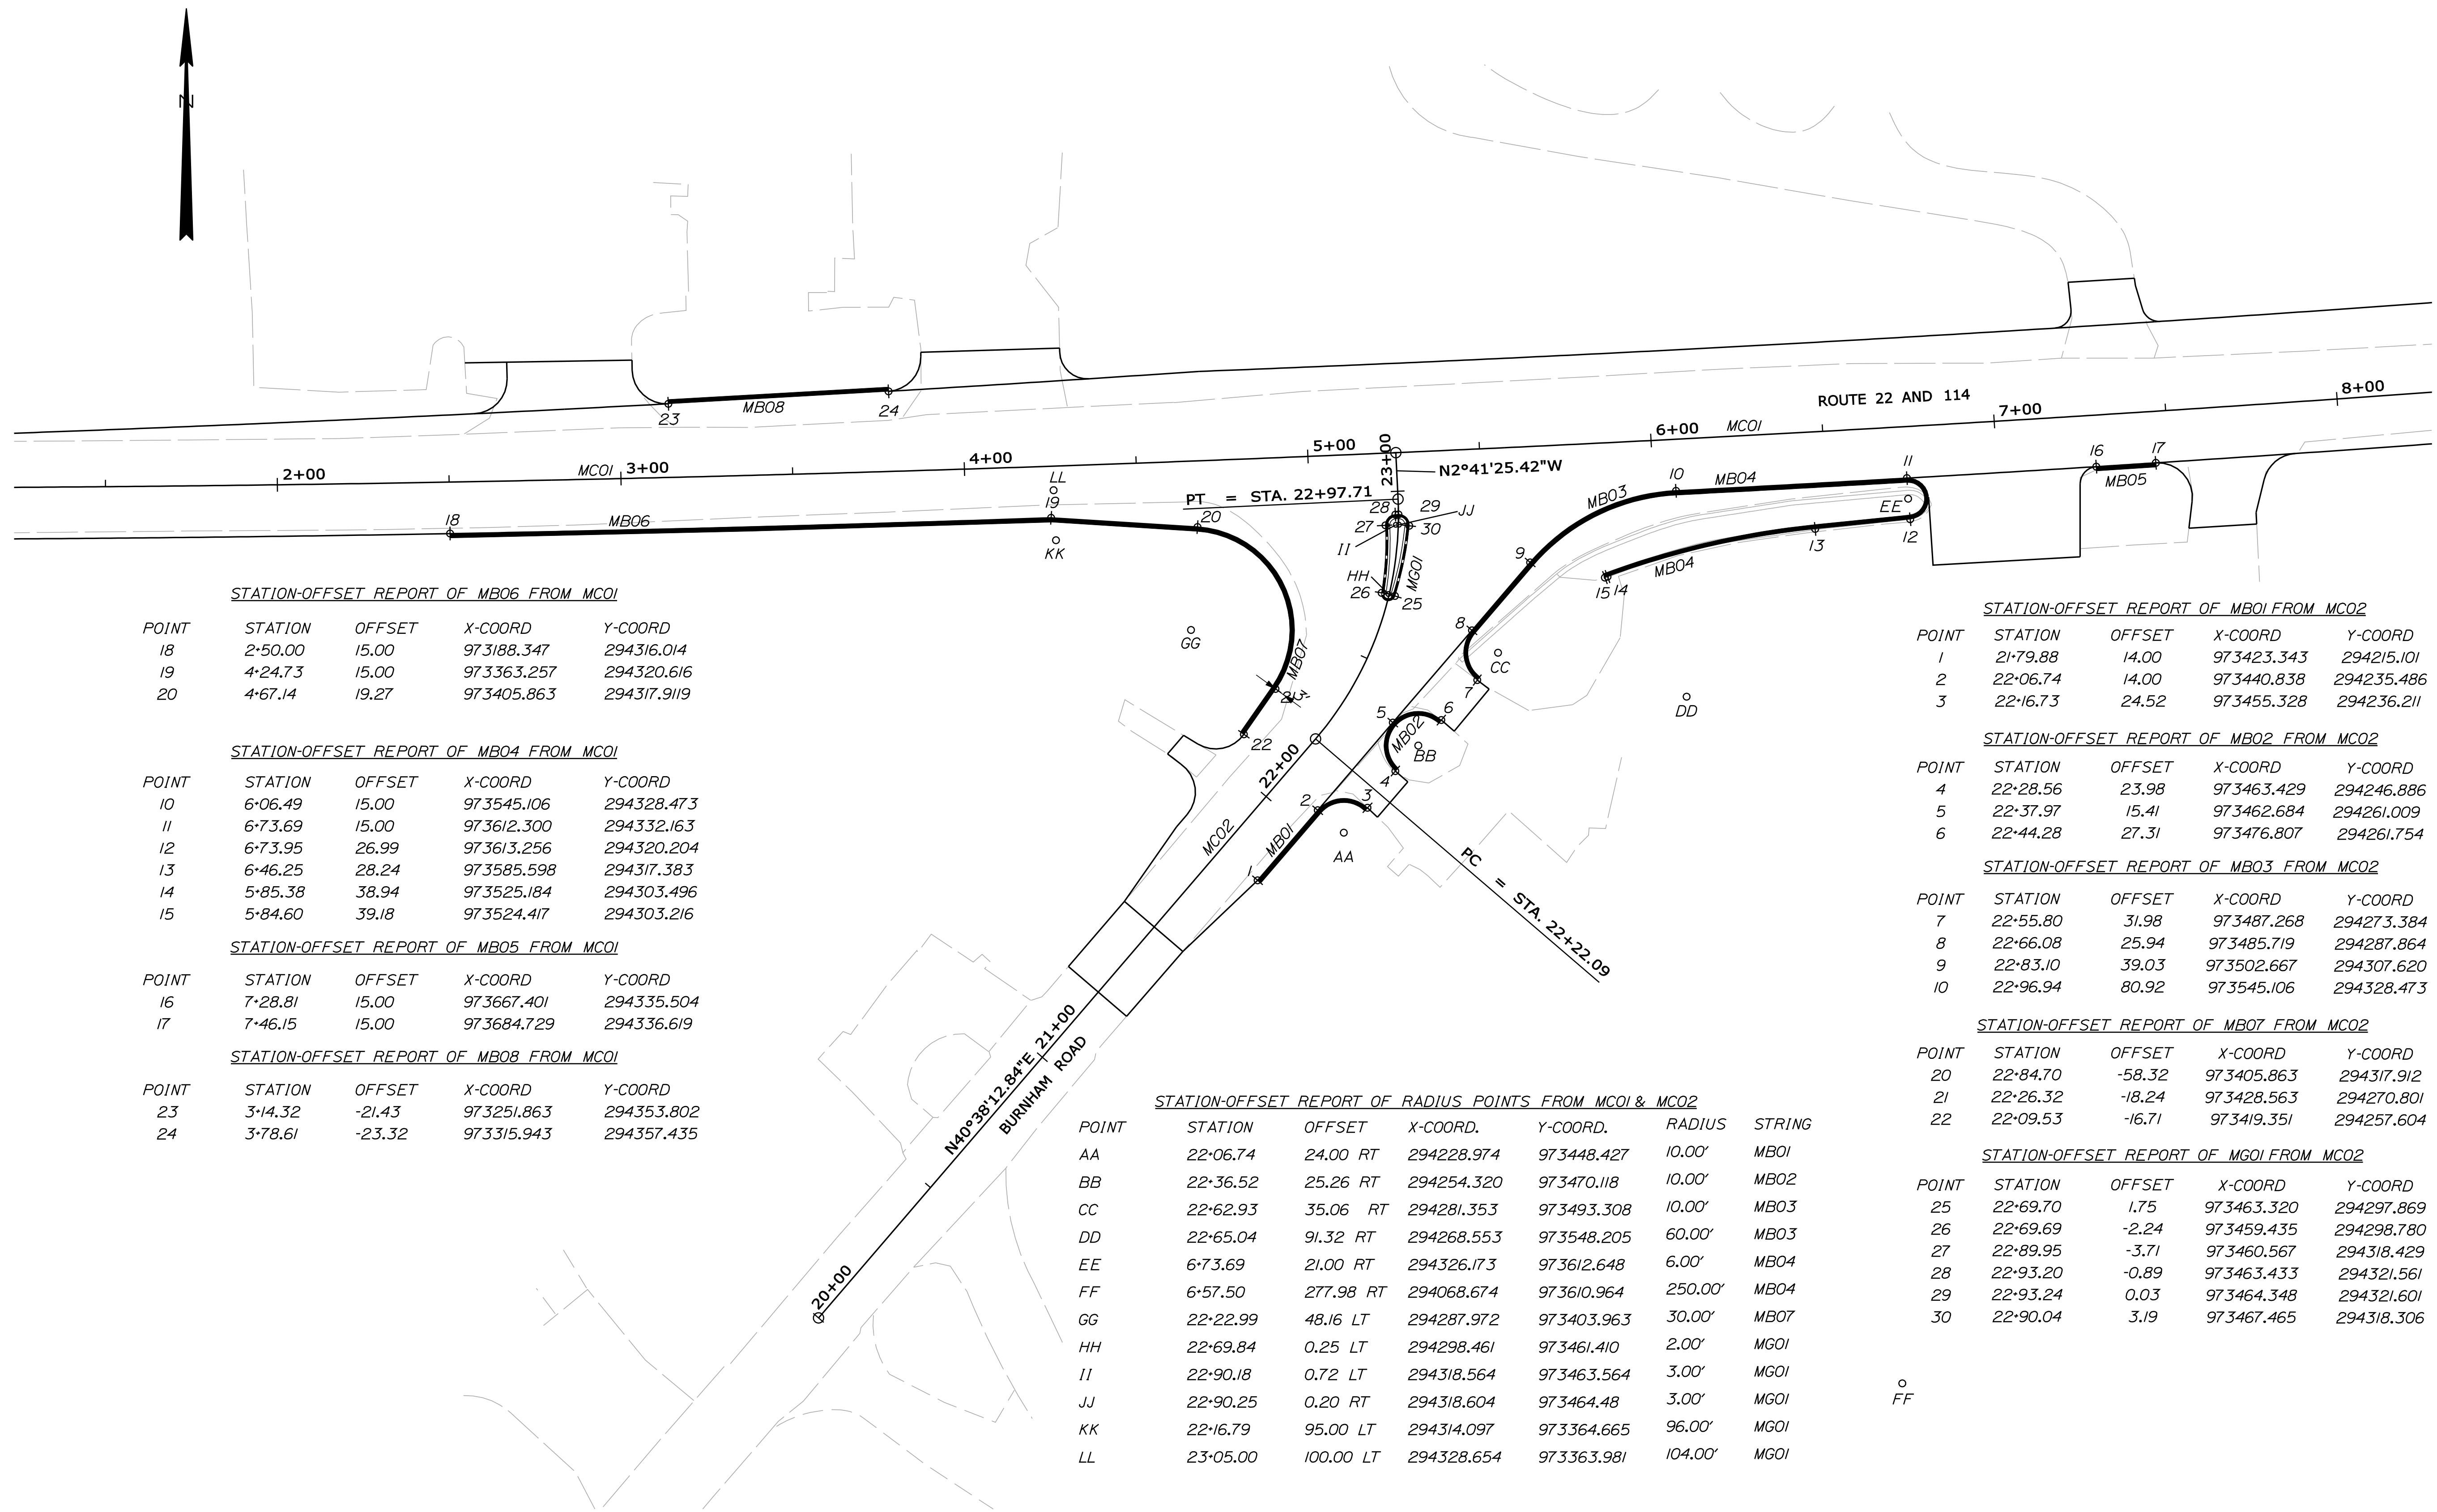 N
8+00
ROUTE 22 AND 114
7+00
MC01
6+00
5+00
4+00
MC01 3+00
2+00
23
MB08
24
23+00
N2°41'25.42"W
PT = STA. 22+97.71
LL
19
20
18
MB06
KK
28
29
JJ
27
30
II
HH
26
MG01
25
10
MB04
11
MB03
9
EE
12
13
MB04
15
14
16
17
MB05
8
GG
MB07
21
3'
CC
7
DD
5
6
MB02
BB
22
22+00
4
2
3
MC02
MB01
AA
1
PC = STA. 22+22.09
N40°38'12.84"E 21+00
BURNHAM ROAD
20+00
FF
STATION-OFFSET REPORT OF MB06 FROM MC01
POINT STATION OFFSET X-COORD Y-COORD
18 2+50.00 15.00 973188.347 294316.014
19 4+24.73 15.00 973363.257 294320.616
20 4+67.14 19.27 973405.863 294317.9119
STATION-OFFSET REPORT OF MB04 FROM MC01
POINT STATION OFFSET X-COORD Y-COORD
10 6+06.49 15.00 973545.106 294328.473
11 6+73.69 15.00 973612.300 294332.163
12 6+73.95 26.99 973613.256 294320.204
13 6+46.25 28.24 973585.598 294317.383
14 5+85.38 38.94 973525.184 294303.496
15 5+84.60 39.18 973524.417 294303.216
STATION-OFFSET REPORT OF MB05 FROM MC01
POINT STATION OFFSET X-COORD Y-COORD
16 7+28.81 15.00 973667.401 294335.504
17 7+46.15 15.00 973684.729 294336.619
STATION-OFFSET REPORT OF MB08 FROM MC01
POINT STATION OFFSET X-COORD Y-COORD
23 3+14.32 -21.43 973251.863 294353.802
24 3+78.61 -23.32 973315.943 294357.435
STATION-OFFSET REPORT OF RADIUS POINTS FROM MC01 & MC02
POINT STATION OFFSET X-COORD. Y-COORD. RADIUS STRING
AA 22+06.74 24.00 RT 294228.974 973448.427 10.00' MB01
BB 22+36.52 25.26 RT 294254.320 973470.118 10.00' MB02
CC 22+62.93 35.06 RT 294281.353 973493.308 10.00' MB03
DD 22+65.04 91.32 RT 294268.553 973548.205 60.00' MB03
EE 6+73.69 21.00 RT 294326.173 973612.648 6.00' MB04
FF 6+57.50 277.98 RT 294068.674 973610.964 250.00' MB04
GG 22+22.99 48.16 LT 294287.972 973403.963 30.00' MB07
HH 22+69.84 0.25 LT 294298.461 973461.410 2.00' MG01
II 22+90.18 0.72 LT 294318.564 973463.564 3.00' MG01
JJ 22+90.25 0.20 RT 294318.604 973464.48 3.00' MG01
KK 22+16.79 95.00 LT 294314.097 973364.665 96.00' MG01
LL 23+05.00 100.00 LT 294328.654 973363.981 104.00' MG01
STATION-OFFSET REPORT OF MB01 FROM MC02
POINT STATION OFFSET X-COORD Y-COORD
1 21+79.88 14.00 973423.343 294215.101
2 22+06.74 14.00 973440.838 294235.486
3 22+16.73 24.52 973455.328 294236.211
STATION-OFFSET REPORT OF MB02 FROM MC02
POINT STATION OFFSET X-COORD Y-COORD
4 22+28.56 23.98 973463.429 294246.886
5 22+37.97 15.41 973462.684 294261.009
6 22+44.28 27.31 973476.807 294261.754
STATION-OFFSET REPORT OF MB03 FROM MC02
POINT STATION OFFSET X-COORD Y-COORD
7 22+55.80 31.98 973487.268 294273.384
8 22+66.08 25.94 973485.719 294287.864
9 22+83.10 39.03 973502.667 294307.620
10 22+96.94 80.92 973545.106 294328.473
STATION-OFFSET REPORT OF MB07 FROM MC02
POINT STATION OFFSET X-COORD Y-COORD
20 22+84.70 -58.32 973405.863 294317.912
21 22+26.32 -18.24 973428.563 294270.801
22 22+09.53 -16.71 973419.351 294257.604
STATION-OFFSET REPORT OF MG01 FROM MC02
POINT STATION OFFSET X-COORD Y-COORD
25 22+69.70 1.75 973463.320 294297.869
26 22+69.69 -2.24 973459.435 294298.780
27 22+89.95 -3.71 973460.567 294318.429
28 22+93.20 -0.89 973463.433 294321.561
29 22+93.24 0.03 973464.348 294321.601
30 22+90.04 3.19 973467.465 294318.306